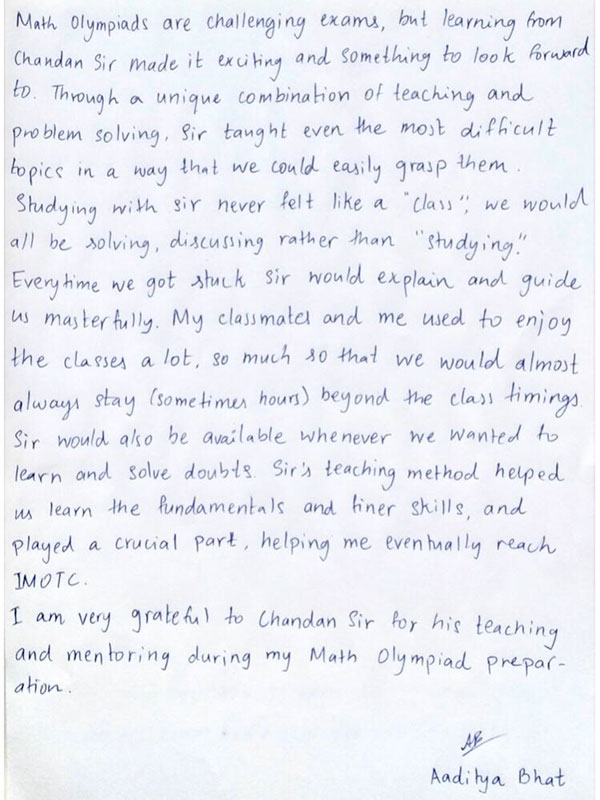 Math Olympiads are challenging exams, but learning from
Chandan Sir made it exciting and something to look forward
to. Through a unique combination of teaching and
problem solving, Sir taught even the most difficult
topics in a way that we could easily grasp them.
Studying with sir never felt like a "class"; we would
all be solving, discussing rather than "studying."
Everytime we got stuck Sir would explain and guide
us masterfully. My classmates and me used to enjoy
the classes a lot, so much so that we would almost
always stay (sometimes hours) beyond the class timings.
Sir would also be available whenever we wanted to
learn and solve doubts. Sir's teaching method helped
us learn the fundamentals and finer skills, and
played a crucial part, helping me eventually reach
IMOTC.
I am very grateful to Chandan Sir for his teaching
and mentoring during my Math Olympiad prepar-
ation.
AB
Aaditya Bhat